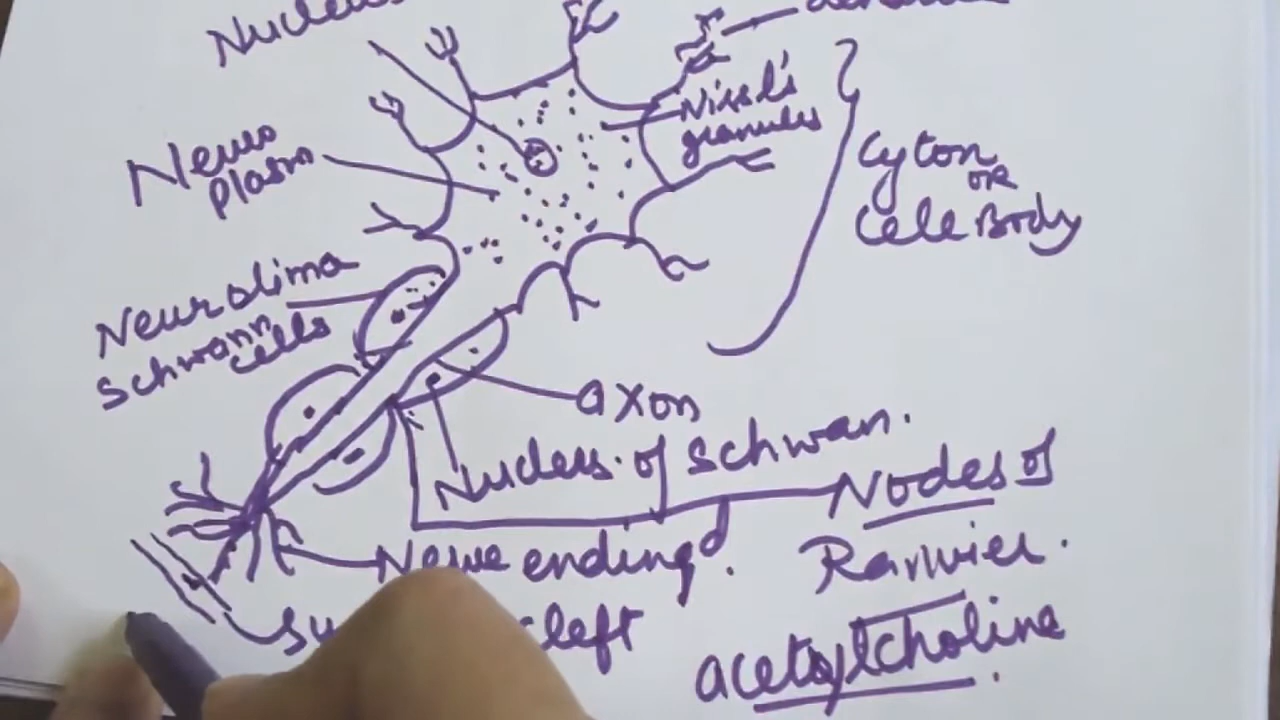 Nucleus
Nissl's
granules
Neuro
Plasm
Cyton
or
Cell Body
Neurolima
Schwann
cells
axon
Nucleus of schwan.
Nodes of
Ranvier.
Nerve ending.
cleft
acetylcholine.